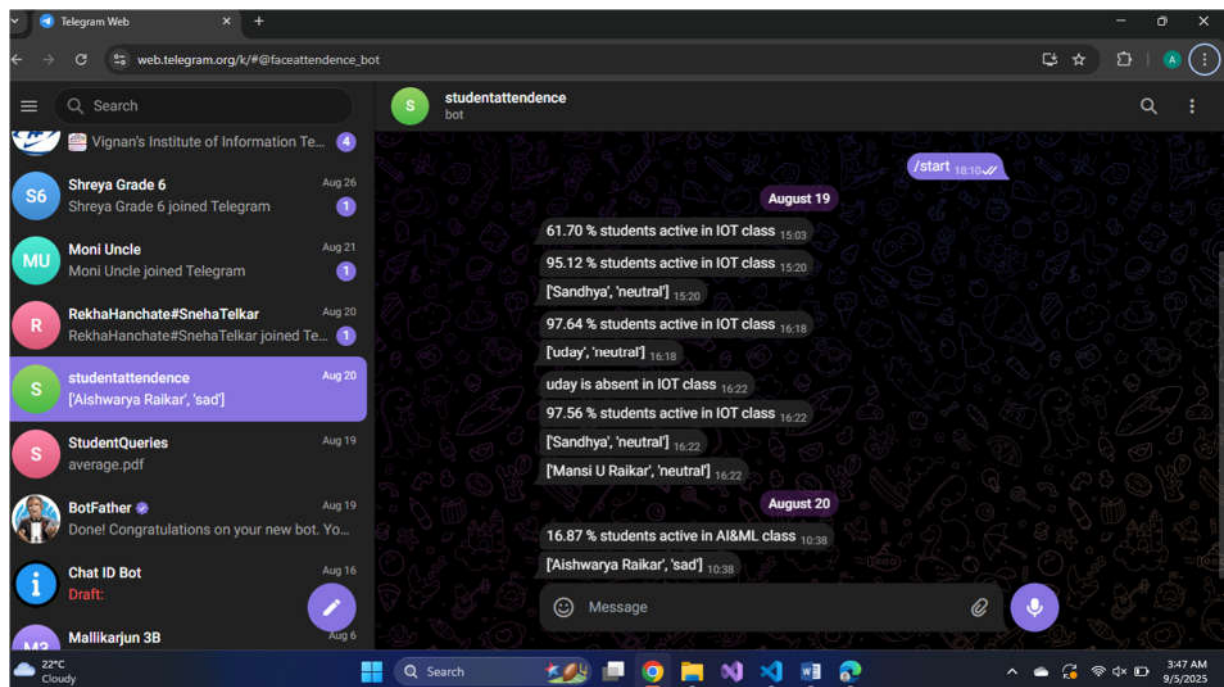 Telegram Web
web.telegram.org/k/#@faceattendence_bot
A
Search
Vignan's Institute of Information Te... 4
S6
Shreya Grade 6 Aug 26
Shreya Grade 6 joined Telegram 1
MU
Moni Uncle Aug 21
Moni Uncle joined Telegram 1
R
RekhaHanchate#SnehaTelkar Aug 20
RekhaHanchate#SnehaTelkar joined Te... 1
S
studentattendence Aug 20
['Aishwarya Raikar', 'sad']
S
StudentQueries Aug 19
average.pdf
BotFather Aug 19
Done! Congratulations on your new bot. Yo...
Chat ID Bot Aug 16
Draft:
M3
Mallikarjun 3B Aug 6
S
studentattendence
bot
/start 18:10
August 19
61.70 % students active in IOT class 15:03
95.12 % students active in IOT class 15:20
['Sandhya', 'neutral'] 15:20
97.64 % students active in IOT class 16:18
['uday', 'neutral'] 16:18
uday is absent in IOT class 16:22
97.56 % students active in IOT class 16:22
['Sandhya', 'neutral'] 16:22
['Mansi U Raikar', 'neutral'] 16:22
August 20
16.87 % students active in AI&ML class 10:38
['Aishwarya Raikar', 'sad'] 10:38
Message
22°C
Cloudy
Search
3:47 AM
9/5/2025